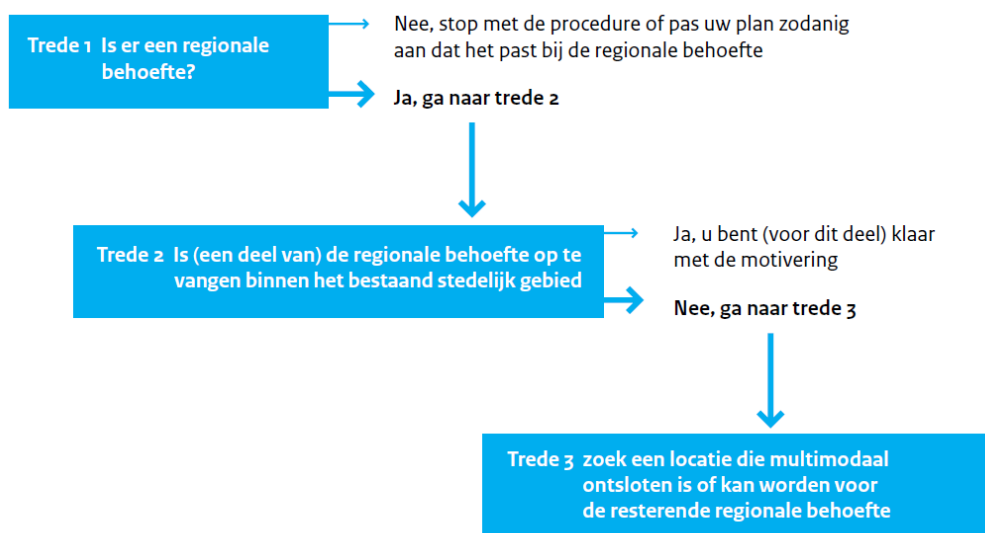 Nee, stop met de procedure of pas uw plan zodanig
aan dat het past bij de regionale behoefte
Trede 1 Is er een regionale
behoefte?
Ja, ga naar trede 2
Trede 2 Is (een deel van) de regionale behoefte op te
vangen binnen het bestaand stedelijk gebied
Ja, u bent (voor dit deel) klaar
met de motivering
Nee, ga naar trede 3
Trede 3 zoek een locatie die multimodaal
ontsloten is of kan worden voor
de resterende regionale behoefte